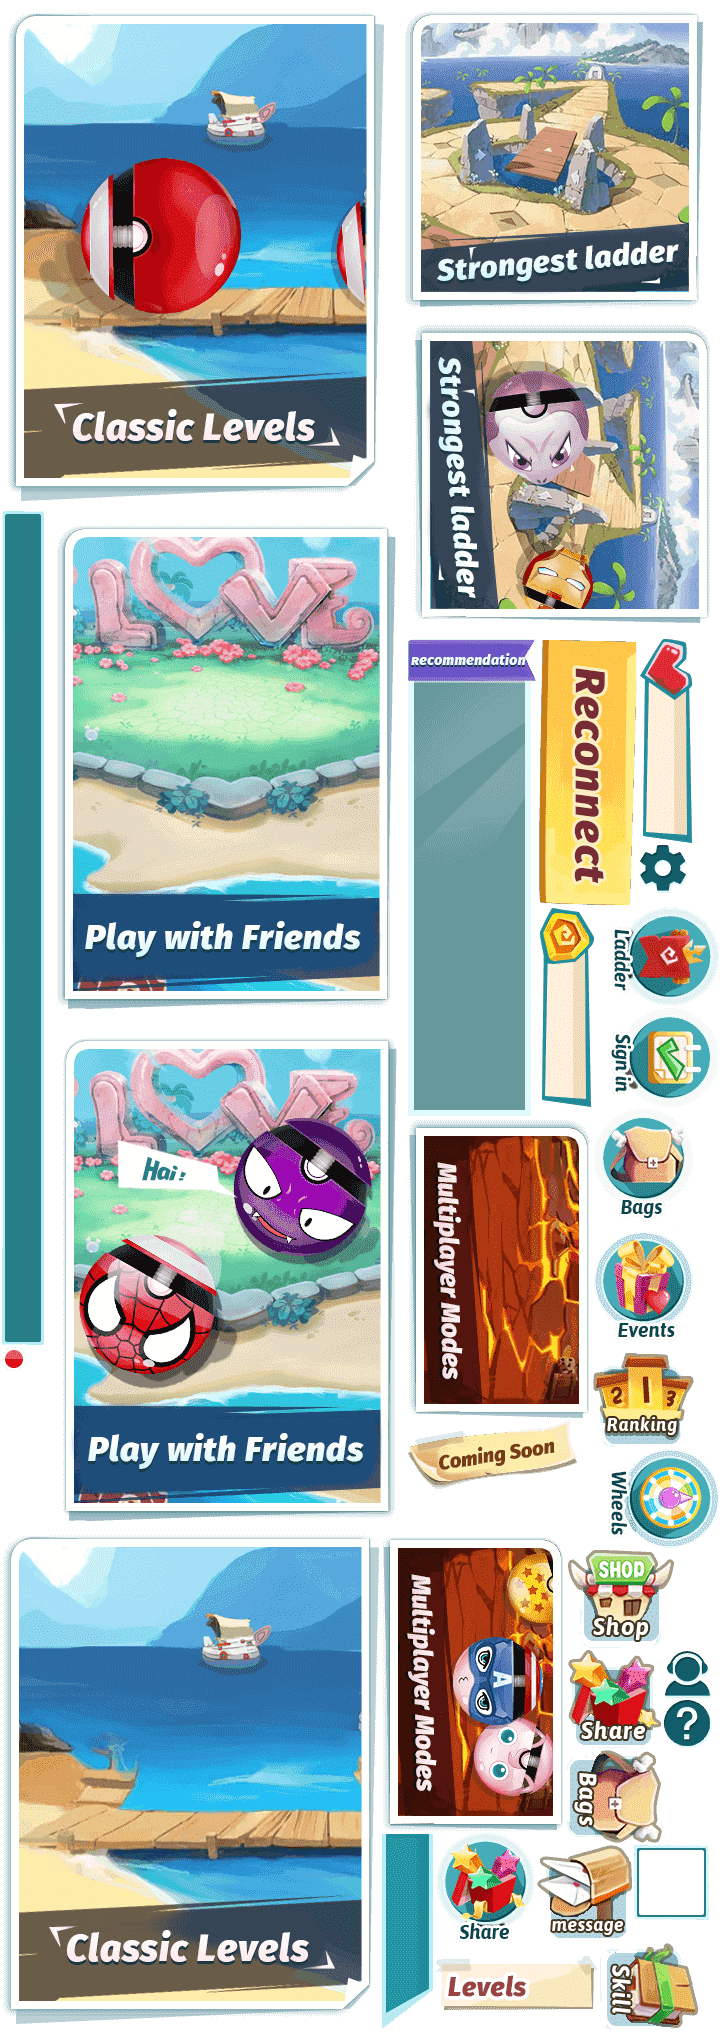 Strongest ladder
Classic Levels
Strongest ladder
LOVE
Recommendation
Reconnect
Play with Friends
Ladder
Sign in
LOVE
Hai!
Multiplayer Modes
Bags
Events
2 1 3
Ranking
Play with Friends
Coming Soon
Wheels
SHOP
Shop
Multiplayer Modes
A
Share
?
Bags
Share
message
Classic Levels
Levels
Skill